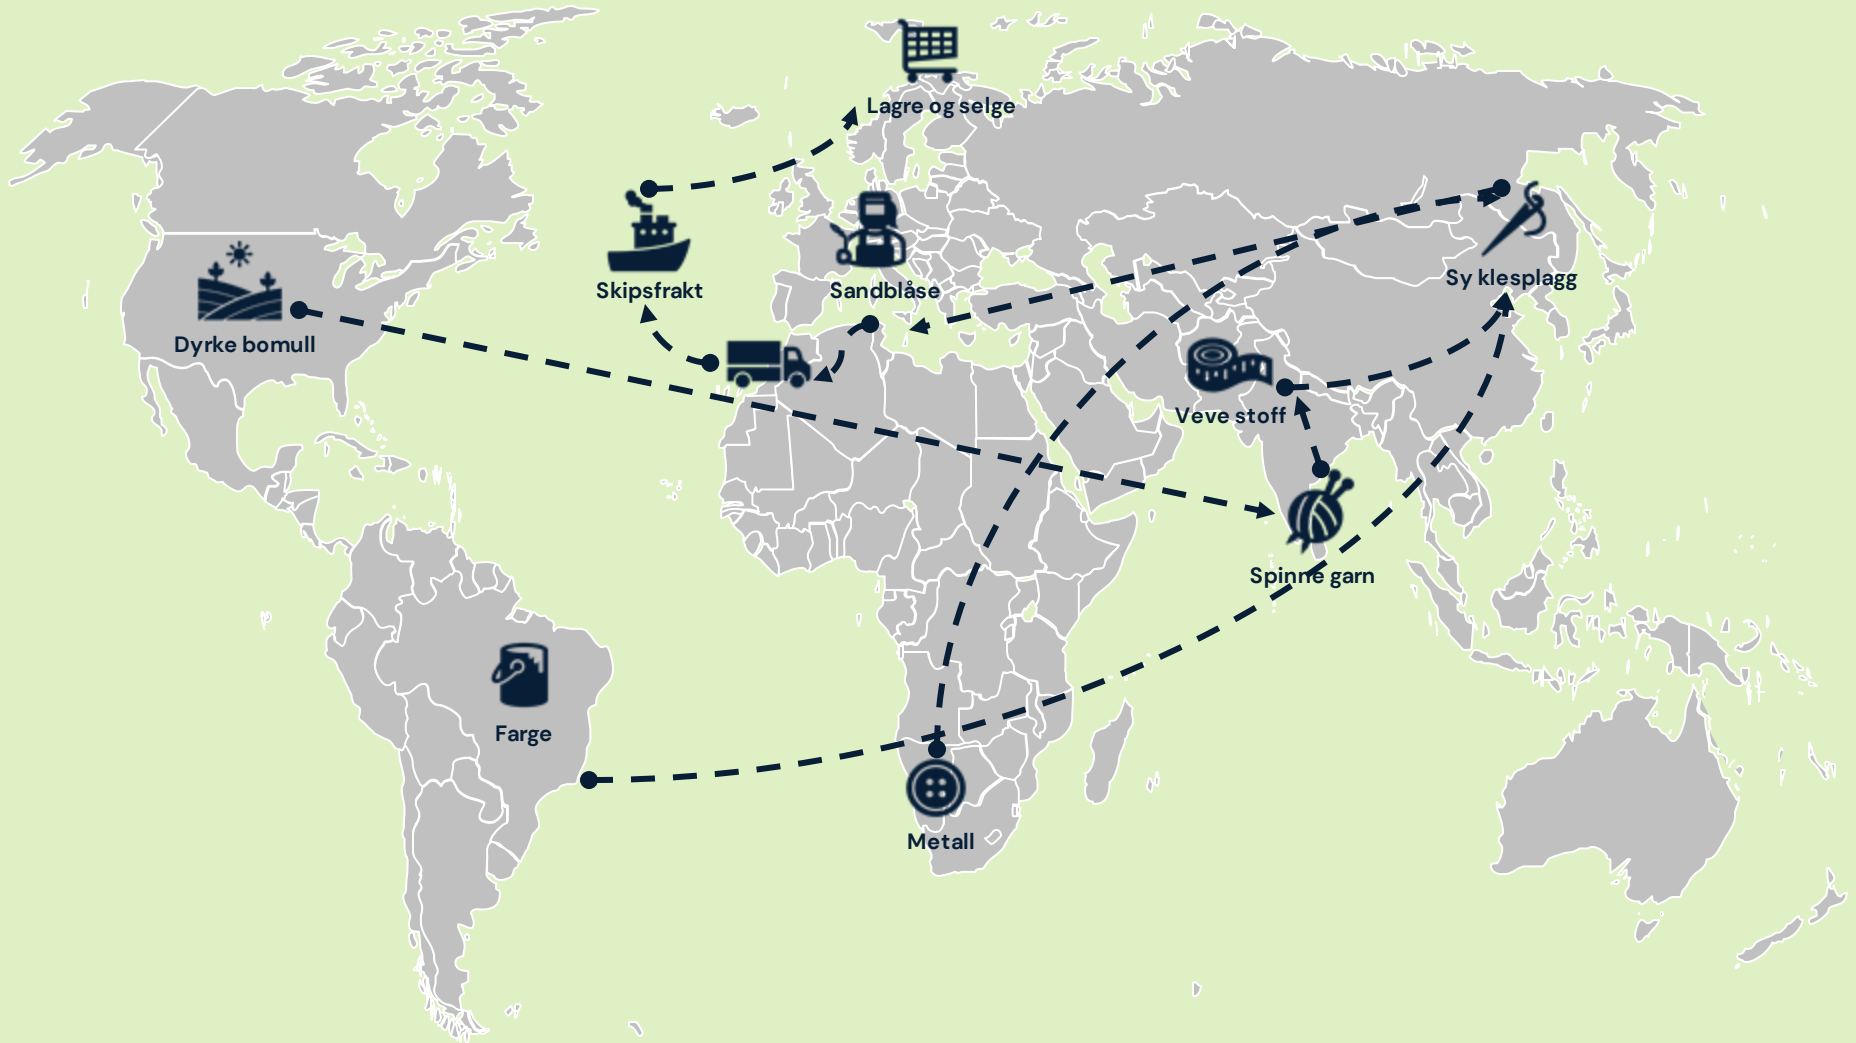 Lagre og selge
Skipsfrakt
Sandblåse
Sy klesplagg
Dyrke bomull
Veve stoff
Spinne garn
Farge
Metall